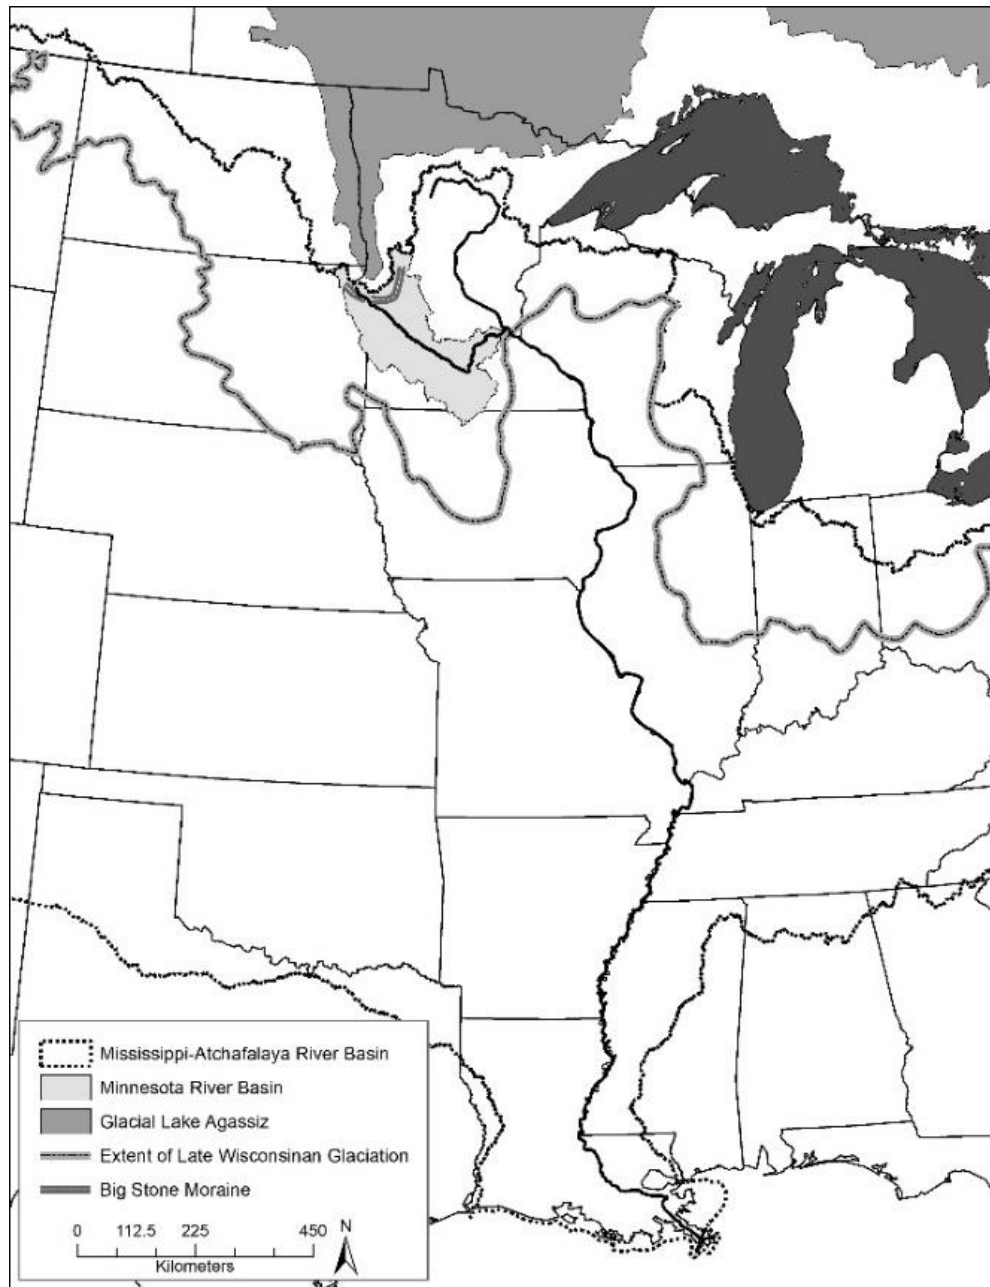 Mississippi-Atchafalaya River Basin
Minnesota River Basin
Glacial Lake Agassiz
Extent of Late Wisconsinan Glaciation
Big Stone Moraine
0 112.5 225 450
Kilometers
N